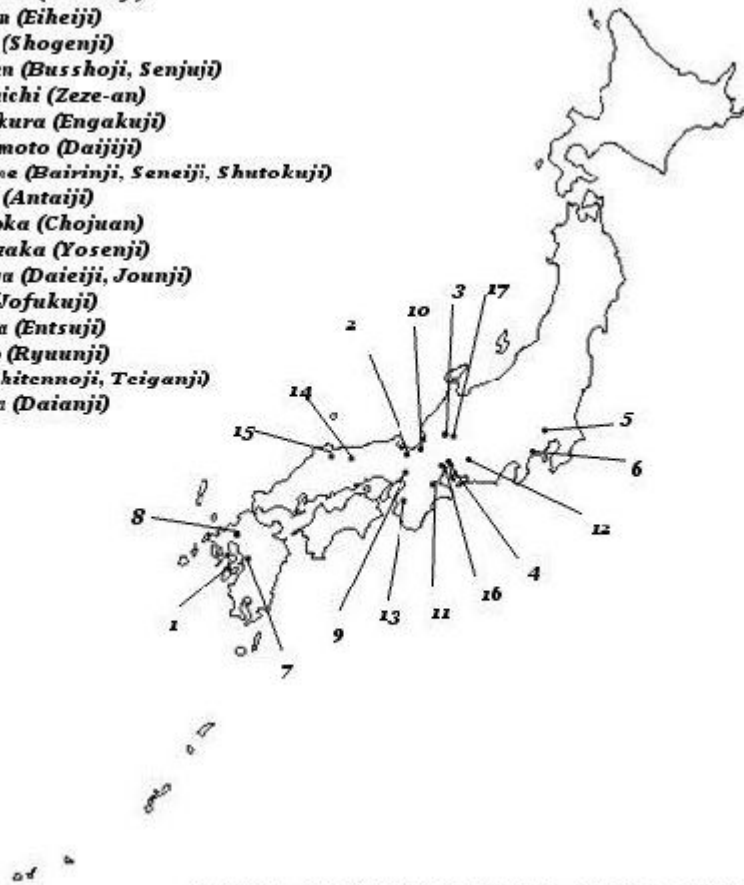 (Eiheiji)
(Shogenji)
n (Busshoji, Senjuji)
ichi (Zeze-an)
kura (Engakuji)
moto (Daijiji)
(Bairinji, Seneiji, Shutokuji)
(Antaiji)
oka (Chojuan)
zaka (Yosenji)
a (Daieiji, Jounji)
Jofukuji)
a (Entsuji)
(Ryuunji)
hitennoji, Teiganji)
(Daianji)
3 17
10
2
14
15
5
6
8
12
4
16
1
13 11
9
7